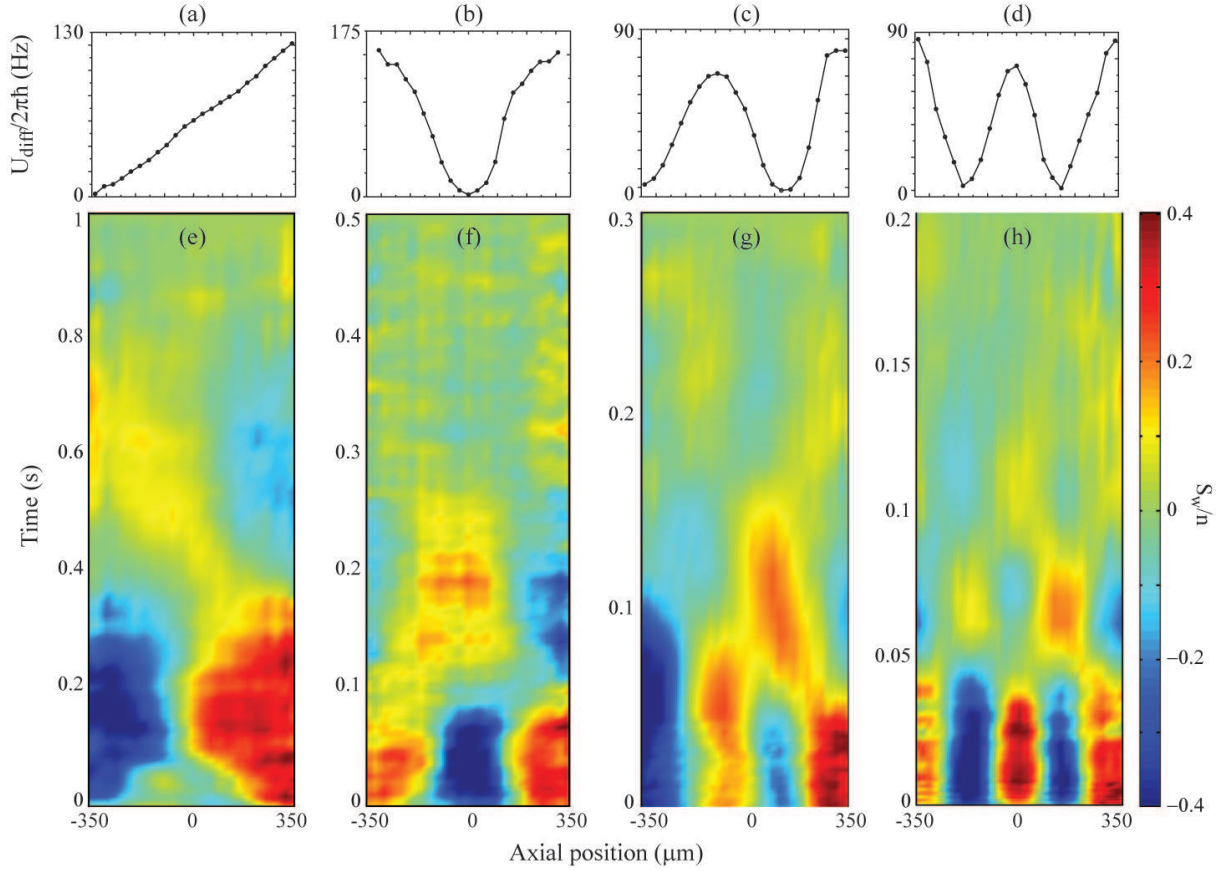 (a) (b) (c) (d)
130 175 90 90
U_diff/2πh (Hz)
0 0 0 0
1 0.5 0.3 0.2 0.4
(e) (f) (g) (h)
0.8 0.4 0.2 0.15 0.2
0.6 0.3 0.1 0.1 0
Time (s)
S_w/n
0.4 0.2 0.05 −0.2
0.2 0.1
0 0 0 0 −0.4
-350 0 350 -350 0 350 -350 0 350 -350 0 350
Axial position (μm)